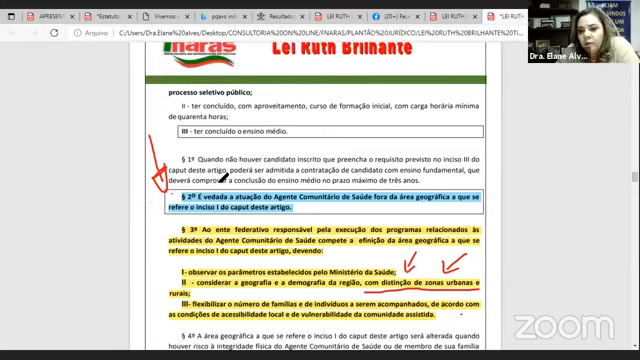 APRESENT
"Estatuto
Vivemos
pqavs
Resultado
LEI RUTH
(20+) Fac
LEI RUTH
*LEI RUTH
C:/Users/Dra.Elane%20alves/Desktop/CONSULTORIA%20ON%20LINE/FNARAS/PLANTÃO%20JURÍDICO/LEI%20RUTH%20BRILHANTE%20-%20TI...
fnaras
Lei Ruth Brilhante
processo seletivo público;
II - ter concluído, com aproveitamento, curso de formação inicial, com carga horária mínima
de quarenta horas;
III - ter concluído o ensino médio.
§ 1º Quando não houver candidato inscrito que preencha o requisito previsto no inciso III do
caput deste artigo, poderá ser admitida a contratação de candidato com ensino fundamental, que
deverá comprovar a conclusão do ensino médio no prazo máximo de três anos.
§ 2º É vedada a atuação do Agente Comunitário de Saúde fora da área geográfica a que se
refere o inciso I do caput deste artigo.
§ 3º Ao ente federativo responsável pela execução dos programas relacionados às
atividades do Agente Comunitário de Saúde compete a efinição da área geográfica a que se
refere o inciso I do caput deste artigo, devendo:
I - observar os parâmetros estabelecidos pelo Ministério da Saúde;
II - considerar a geografia e a demografia da região, com distinção de zonas urbanas e
rurais;
III- flexibilizar o número de famílias e de indivíduos a serem acompanhados, de acordo com
as condições de acessibilidade local e de vulnerabilidade da comunidade assistida.
§ 4º A área geográfica a que se refere o inciso I do caput deste artigo será alterada quando
houver risco à integridade física do Agente Comunitário de Saúde ou de membro de sua família
Dra. Elane Alv...
zoom